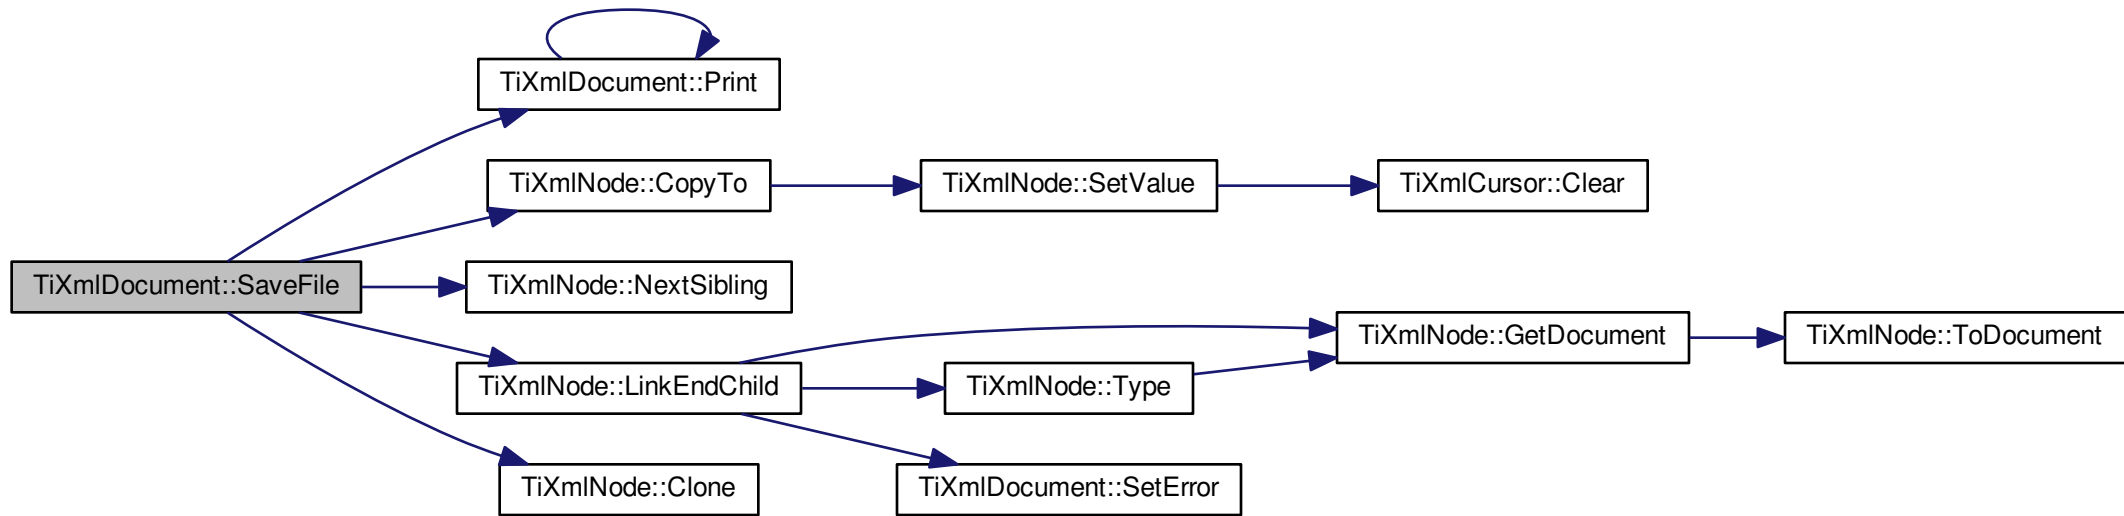 TiXmlDocument::Print
TiXmlNode::CopyTo
TiXmlNode::SetValue
TiXmlCursor::Clear
TiXmlDocument::SaveFile
TiXmlNode::NextSibling
TiXmlNode::GetDocument
TiXmlNode::ToDocument
TiXmlNode::LinkEndChild
TiXmlNode::Type
TiXmlNode::Clone
TiXmlDocument::SetError